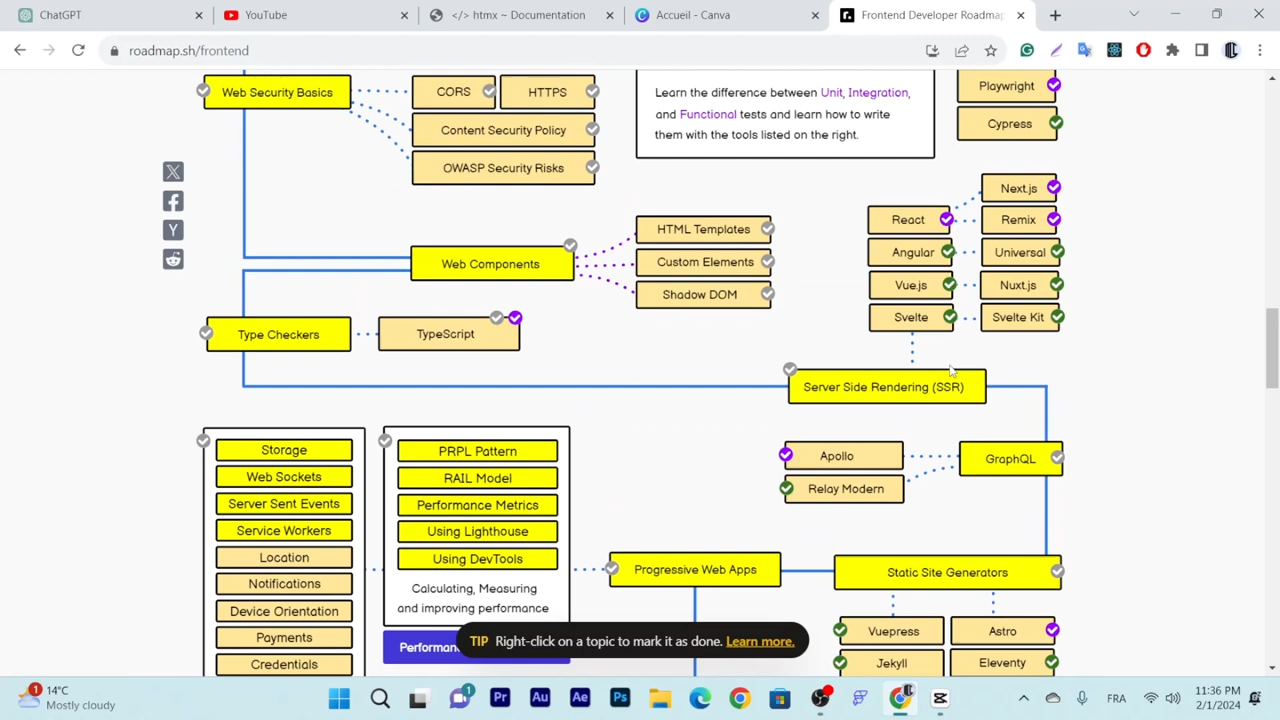 ChatGPT
YouTube
</> htmx ~ Documentation
Accueil - Canva
Frontend Developer Roadmap
roadmap.sh/frontend
Web Security Basics
CORS
HTTPS
Content Security Policy
OWASP Security Risks
Learn the difference between Unit, Integration,
and Functional tests and learn how to write
them with the tools listed on the right.
Playwright
Cypress
Next.js
React
Remix
Angular
Universal
Vue.js
Nuxt.js
Svelte
Svelte Kit
Web Components
HTML Templates
Custom Elements
Shadow DOM
Type Checkers
TypeScript
Server Side Rendering (SSR)
Apollo
GraphQL
Relay Modern
Storage
Web Sockets
Server Sent Events
Service Workers
Location
Notifications
Device Orientation
Payments
Credentials
PRPL Pattern
RAIL Model
Performance Metrics
Using Lighthouse
Using DevTools
Calculating, Measuring
and improving performance
Progressive Web Apps
Static Site Generators
Vuepress
Astro
Jekyll
Eleventy
TIP Right-click on a topic to mark it as done. Learn more.
1
14°C
Mostly cloudy
1
Pr
Au
Ae
Ps
FRA
11:36 PM
2/1/2024